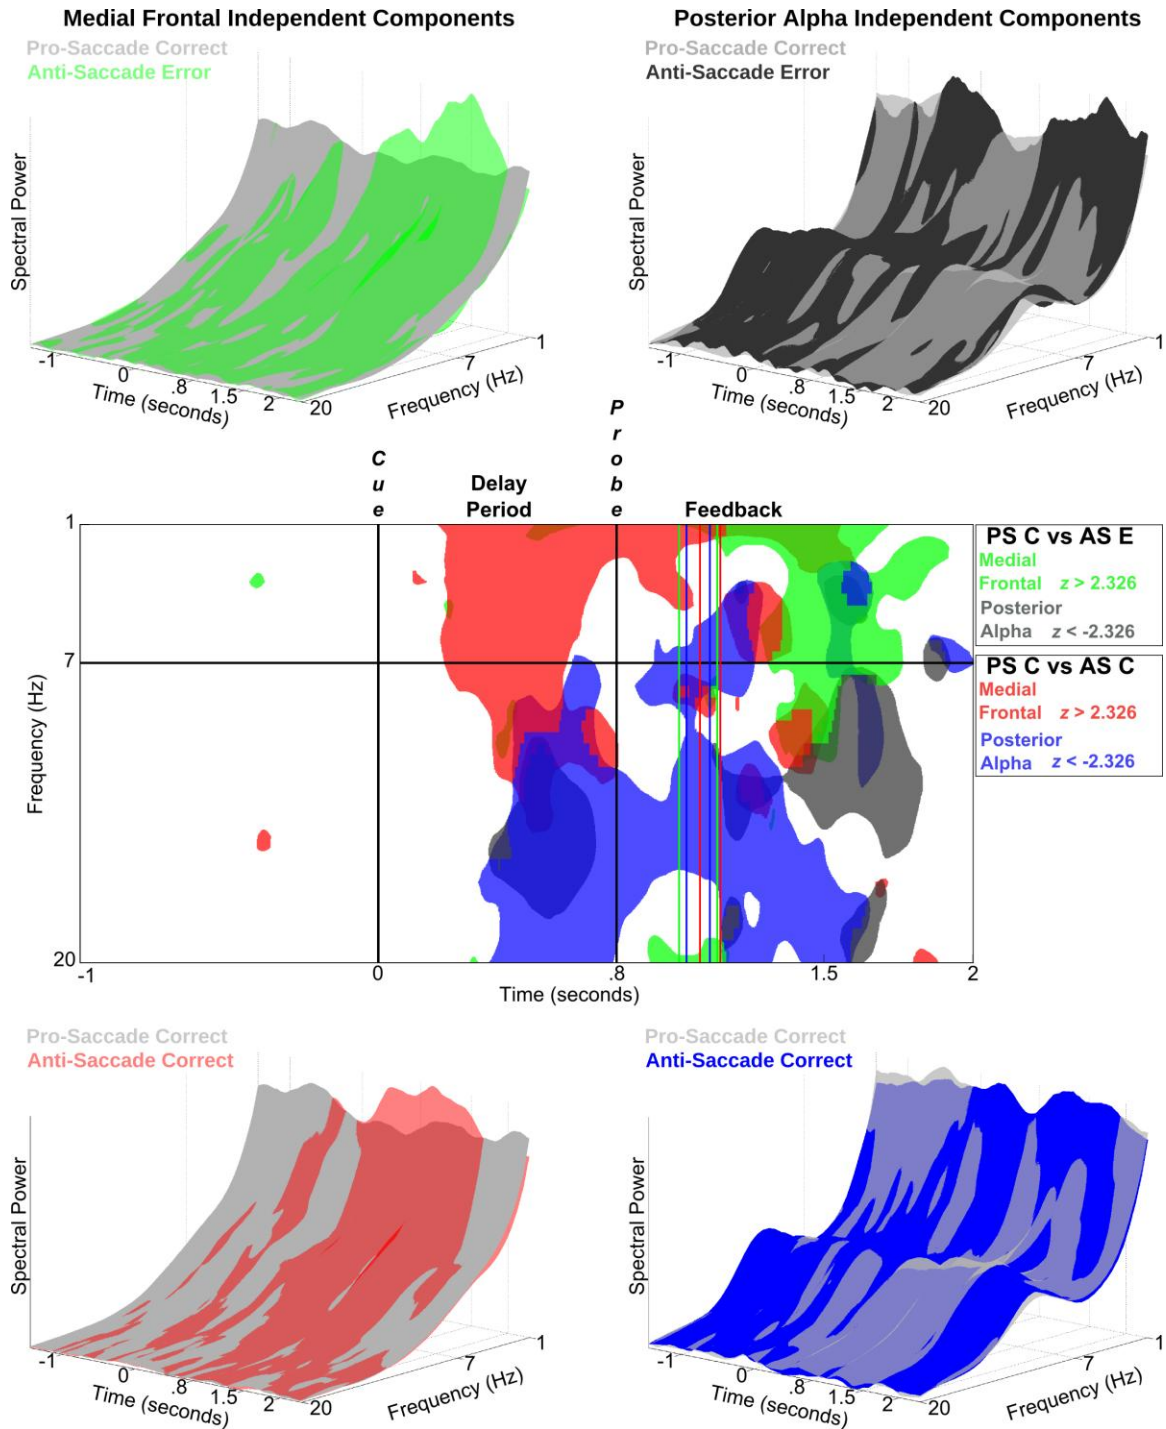 Medial Frontal Independent Components
Posterior Alpha Independent Components
Pro-Saccade Correct
Anti-Saccade Error
Spectral Power
-1
0
.8
1.5
2
20
7
1
Time (seconds)
Frequency (Hz)
Pro-Saccade Correct
Anti-Saccade Error
Spectral Power
-1
0
.8
1.5
2
20
7
1
Time (seconds)
Frequency (Hz)
Cue
Delay
Period
Probe
Feedback
1
7
20
Frequency (Hz)
-1
0
.8
1.5
2
Time (seconds)
PS C vs AS E
Medial
Frontal z > 2.326
Posterior
Alpha z < -2.326
PS C vs AS C
Medial
Frontal z > 2.326
Posterior
Alpha z < -2.326
Pro-Saccade Correct
Anti-Saccade Correct
Spectral Power
-1
0
.8
1.5
2
20
7
1
Time (seconds)
Frequency (Hz)
Pro-Saccade Correct
Anti-Saccade Correct
Spectral Power
-1
0
.8
1.5
2
20
7
1
Time (seconds)
Frequency (Hz)